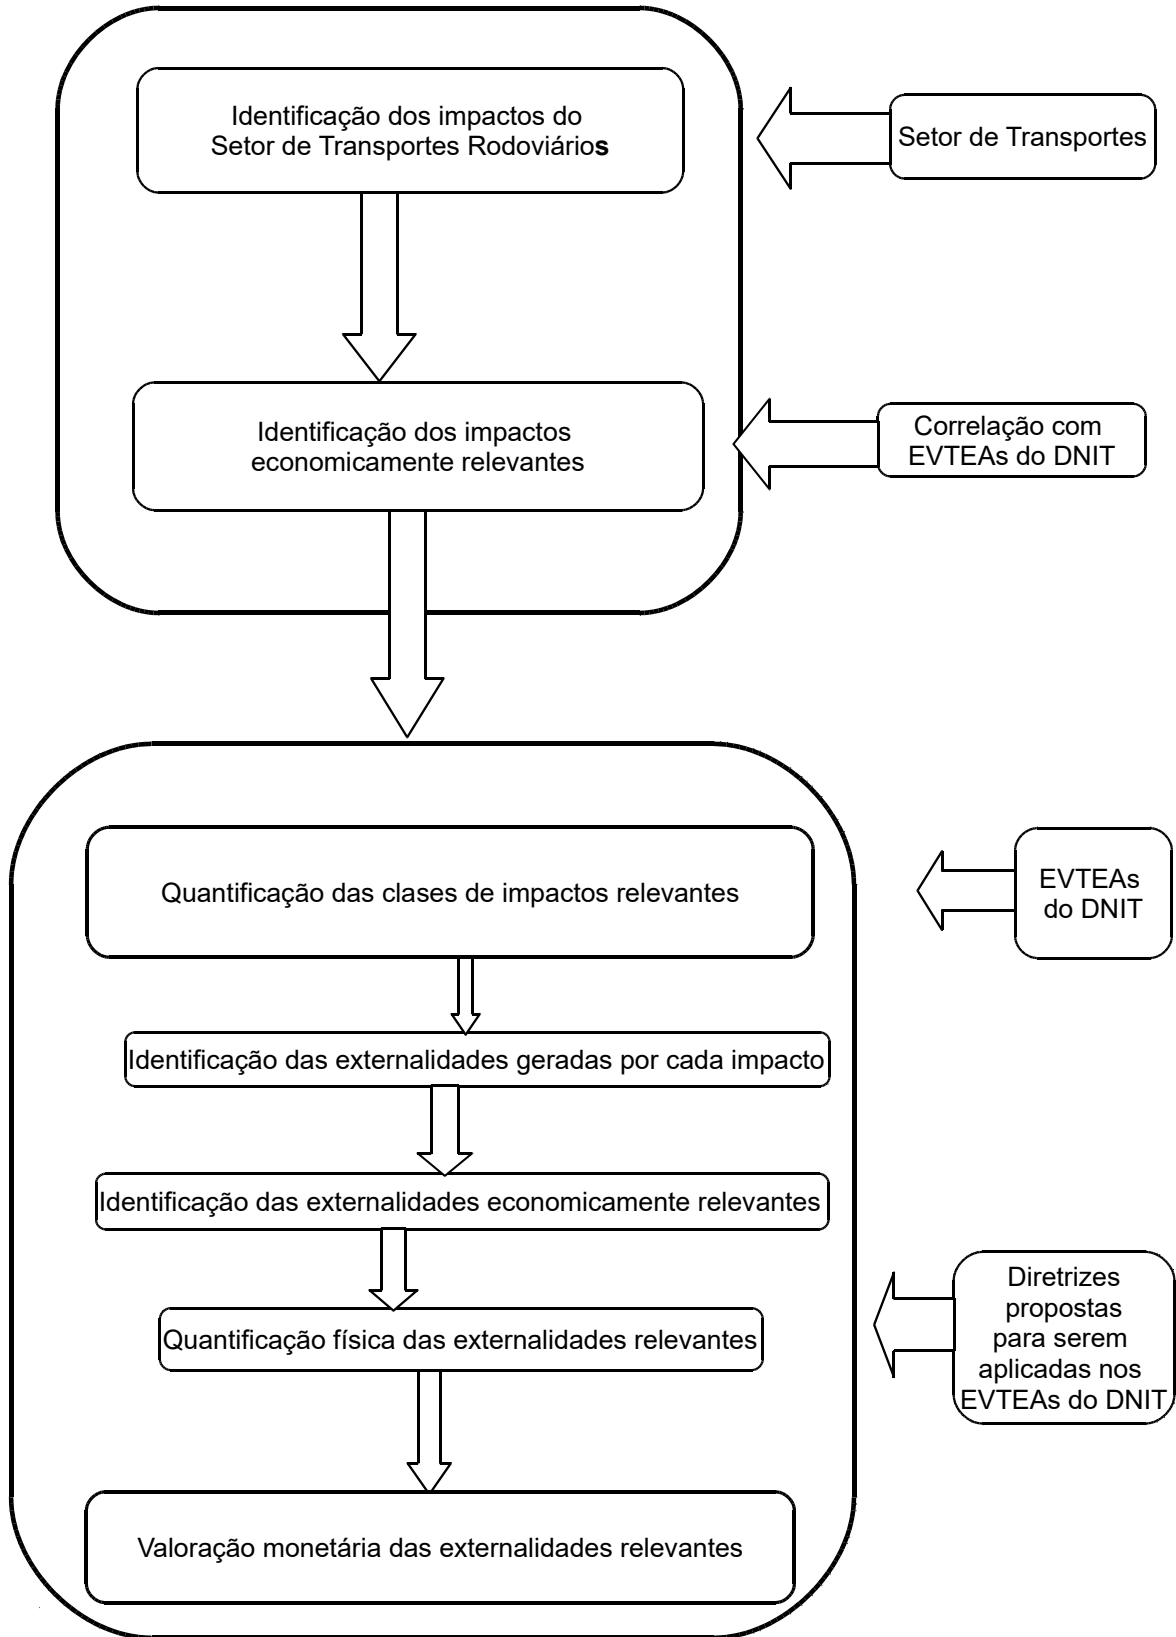 Identificação dos impactos do
Setor de Transportes Rodoviários
Setor de Transportes
Identificação dos impactos
economicamente relevantes
Correlação com
EVTEAs do DNIT
Quantificação das clases de impactos relevantes
EVTEAs
do DNIT
Identificação das externalidades geradas por cada impacto
Identificação das externalidades economicamente relevantes
Quantificação física das externalidades relevantes
Diretrizes
propostas
para serem
aplicadas nos
EVTEAs do DNIT
Valoração monetária das externalidades relevantes